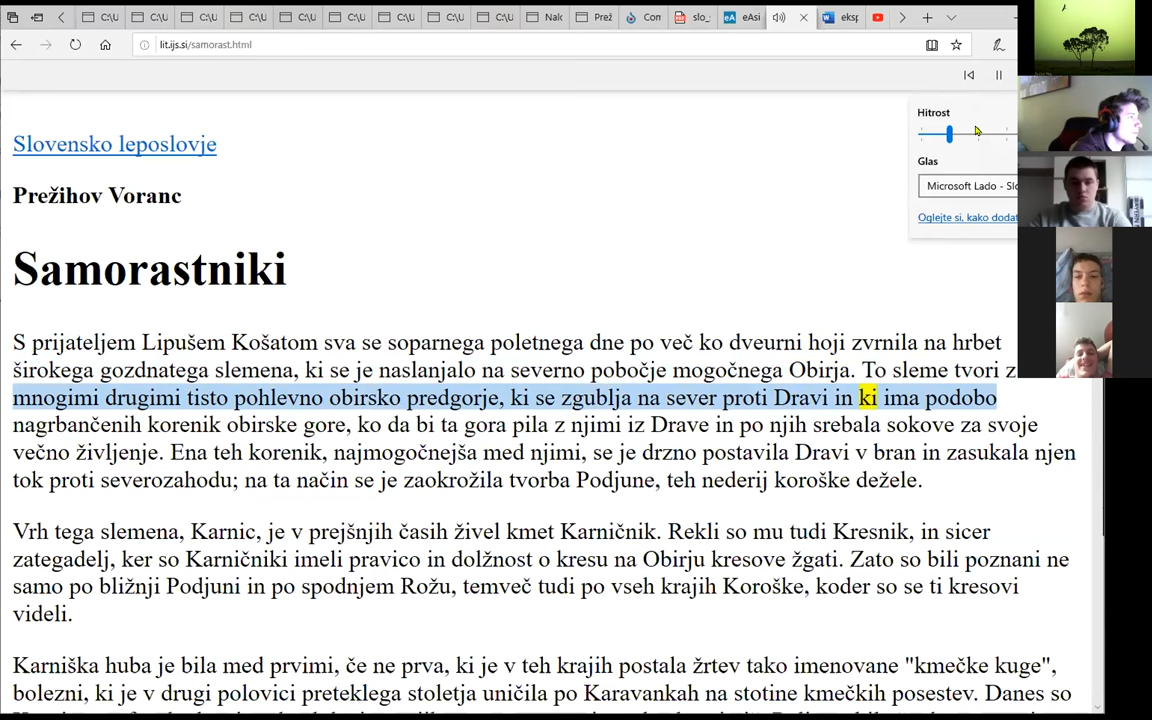 C:\U C:\U C:\U C:\U C:\U C:\U C:\U C:\U C:\U Nalo Prež Con slo_ eA eAsi eksp
lit.ijs.si/samorast.html
Hitrost
Glas
Microsoft Lado - Slo
Oglejte si, kako dodat
Slovensko leposlovje
Prežihov Voranc
Samorastniki
S prijateljem Lipušem Košatom sva se soparnega poletnega dne po več ko dveurni hoji zvrnila na hrbet
širokega gozdnatega slemena, ki se je naslanjalo na severno pobočje mogočnega Obirja. To sleme tvori z
mnogimi drugimi tisto pohlevno obirsko predgorje, ki se zgublja na sever proti Dravi in ki ima podobo
nagrbančenih korenik obirske gore, ko da bi ta gora pila z njimi iz Drave in po njih srebala sokove za svoje
večno življenje. Ena teh korenik, najmogočnejša med njimi, se je drzno postavila Dravi v bran in zasukala njen
tok proti severozahodu; na ta način se je zaokrožila tvorba Podjune, teh nederij koroške dežele.
Vrh tega slemena, Karnic, je v prejšnjih časih živel kmet Karničnik. Rekli so mu tudi Kresnik, in sicer
zategadelj, ker so Karničniki imeli pravico in dolžnost o kresu na Obirju kresove žgati. Zato so bili poznani ne
samo po bližnji Podjuni in po spodnjem Rožu, temveč tudi po vseh krajih Koroške, koder so se ti kresovi
videli.
Karniška huba je bila med prvimi, če ne prva, ki je v teh krajih postala žrtev tako imenovane "kmečke kuge",
bolezni, ki je v drugi polovici preteklega stoletja uničila po Karavankah na stotine kmečkih posestev. Danes so